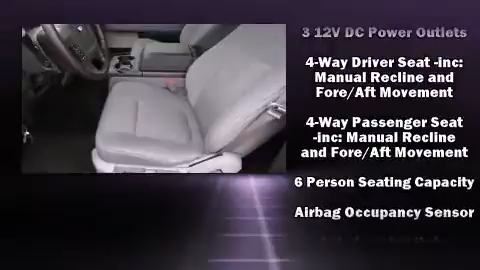 3 12V DC Power Outlets
4-Way Driver Seat -inc:
Manual Recline and
Fore/Aft Movement
4-Way Passenger Seat
-inc: Manual Recline
and Fore/Aft Movement
6 Person Seating Capacity
Airbag Occupancy Sensor